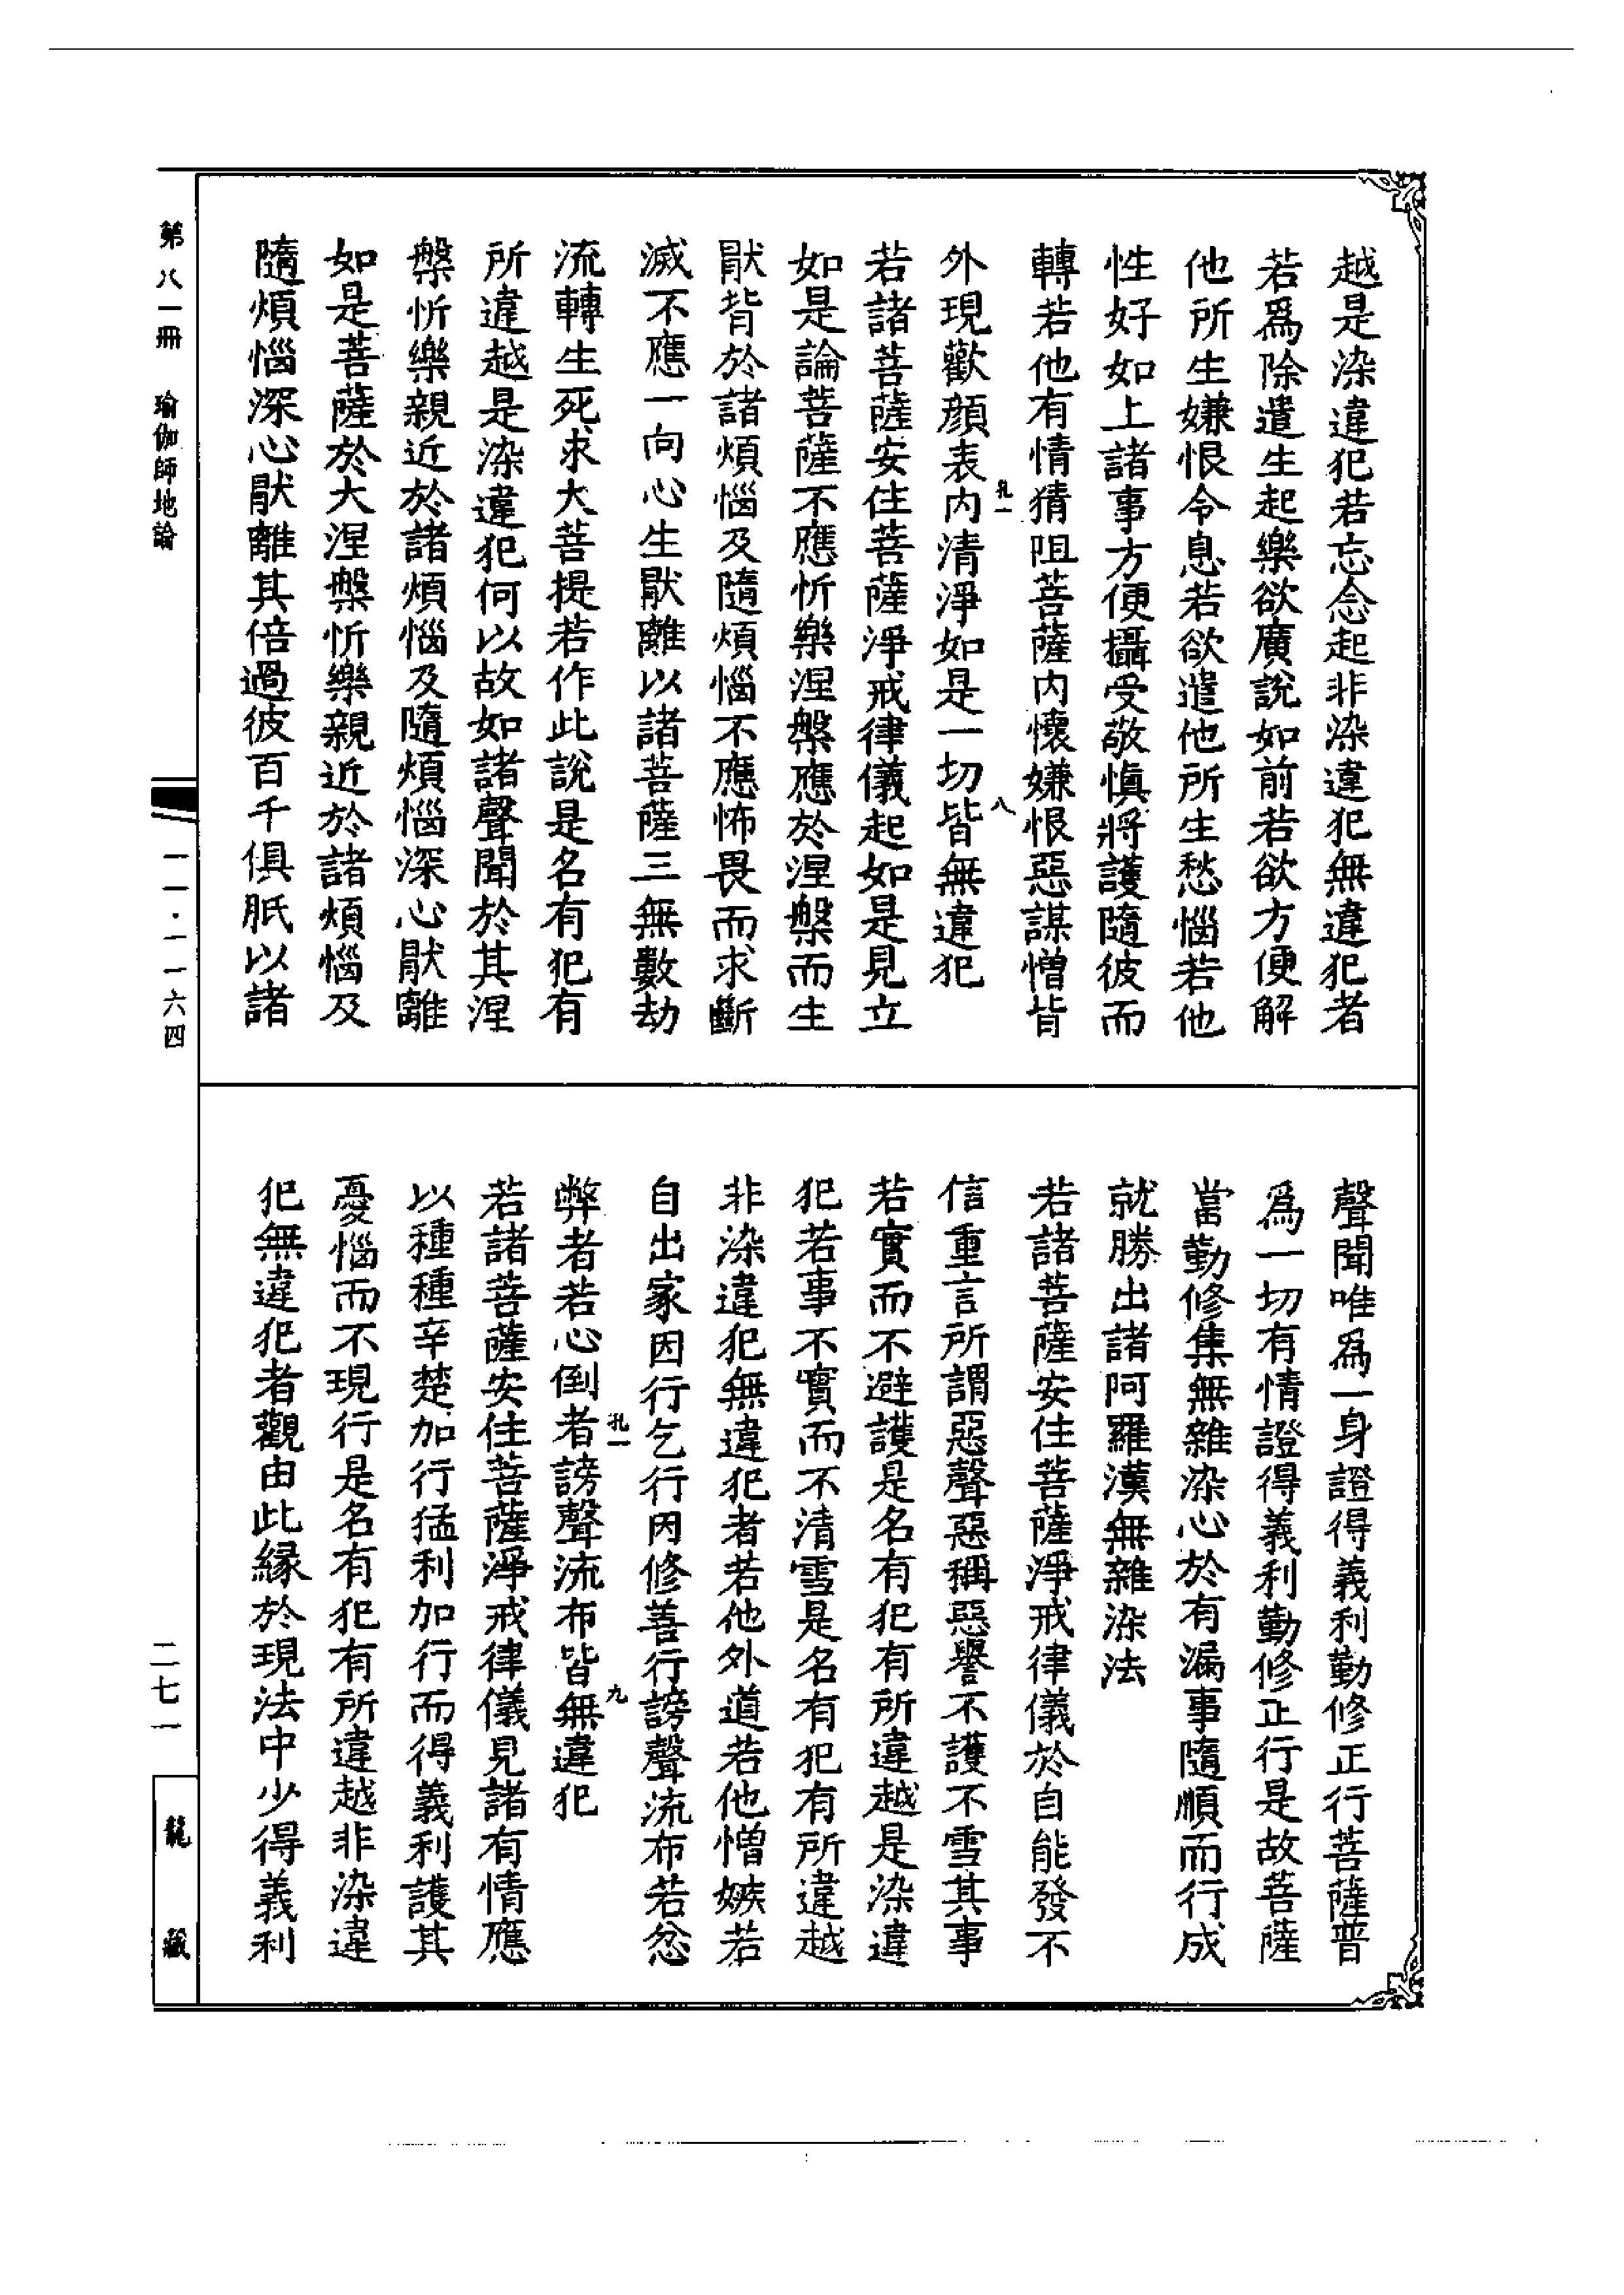 越是染違犯若忘念起非染違犯無違犯者
若爲除遣生起樂欲廣說如前若欲方便解
他所生嫌恨令息若欲遣他所生愁惱若他
性好如上諸事方便攝受敬愼將護隨彼而
轉若他有情猜阻菩薩內懷嫌恨惡謀憎背
外現歡顔表內清淨如是一切皆無違犯
孔一
八
若諸菩薩安住菩薩淨戒律儀起如是見立
如是論菩薩不應忻樂涅槃應於涅槃而生
猒背於諸煩惱及隨煩惱不應怖畏而求斷
滅不應一向心生猒離以諸菩薩三無數劫
流轉生死求大菩提若作此說是名有犯有
所違越是染違犯何以故如諸聲聞於其涅
槃忻樂親近於諸煩惱及隨煩惱深心猒離
如是菩薩於大涅槃忻樂親近於諸煩惱及
隨煩惱深心猒離其倍過彼百千俱胝以諸
聲聞唯爲一身證得義利勤修正行菩薩普
爲一切有情證得義利勤修正行是故菩薩
當勤修集無雜染心於有漏事隨順而行成
就勝出諸阿羅漢無雜染法
若諸菩薩安住菩薩淨戒律儀於自能發不
信重言所謂惡聲惡稱惡譽不護不雪其事
若實而不避護是名有犯有所違越是染違
犯若事不實而不清雪是名有犯有所違越
非染違犯無違犯者若他外道若他憎嫉若
自出家因行乞行因修善行謗聲流布若忿
弊者若心倒者謗聲流布皆無違犯
孔一
九
若諸菩薩安住菩薩淨戒律儀見諸有情應
以種種辛楚加行猛利加行而得義利護其
憂惱而不現行是名有犯有所違越非染違
犯無違犯者觀由此緣於現法中少得義利
第八一冊　瑜伽師地論
一一·一一六四
二七一
龍藏